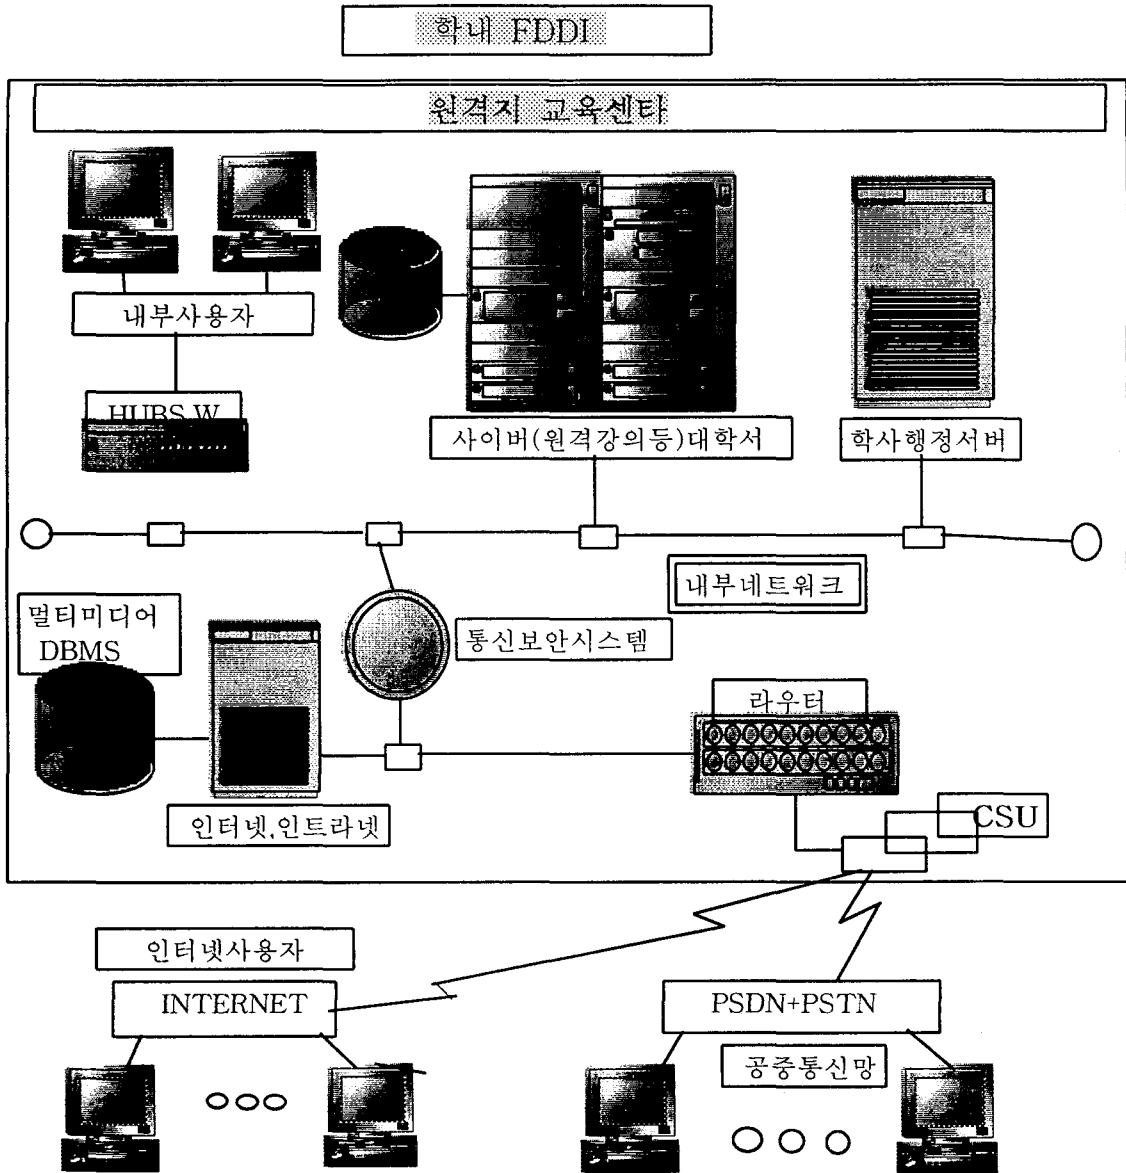 학내 FDDI
원격지 교육센타
내부사용자
HUBS.W
사이버(원격강의등)대학서
학사행정서버
내부네트워크
멀티미디어
DBMS
통신보안시스템
라우터
인터넷,인트라넷
CSU
인터넷사용자
INTERNET
PSDN+PSTN
공중통신망